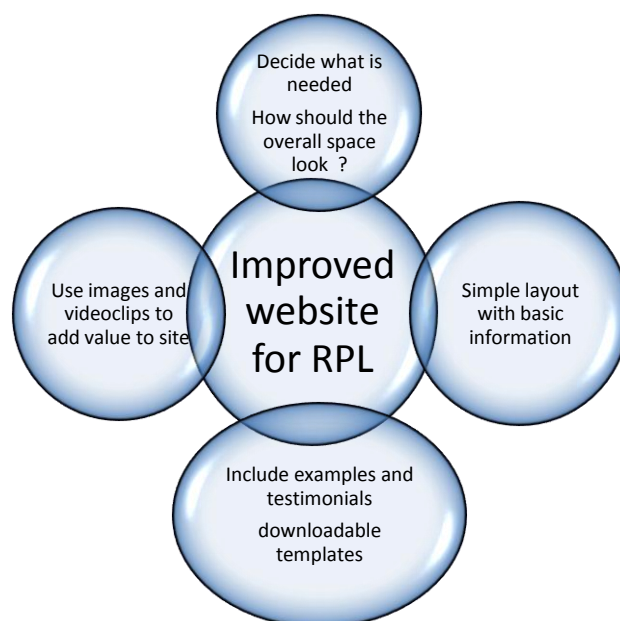 Decide what is
needed
How should the
overall space
look  ?
Use images and
videoclips to
add value to site
Improved
website
for RPL
Simple layout
with basic
information
Include examples and
testimonials
downloadable
templates